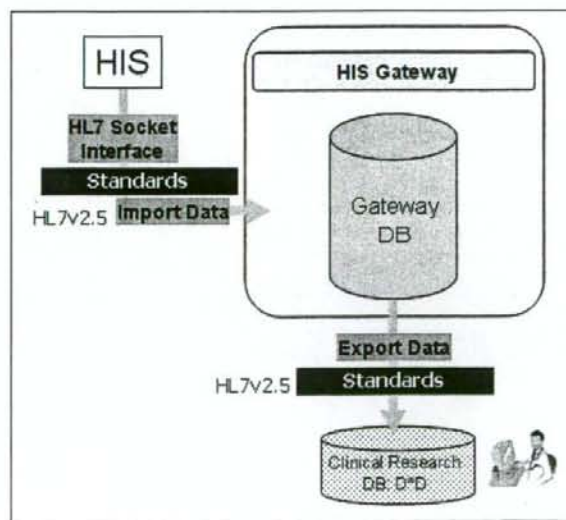 HIS
HIS Gateway
HL7 Socket
Interface
Standards
HL7v2.5
Import Data
Gateway
DB
Export Data
HL7v2.5
Standards
Clinical Research
DB: D*D